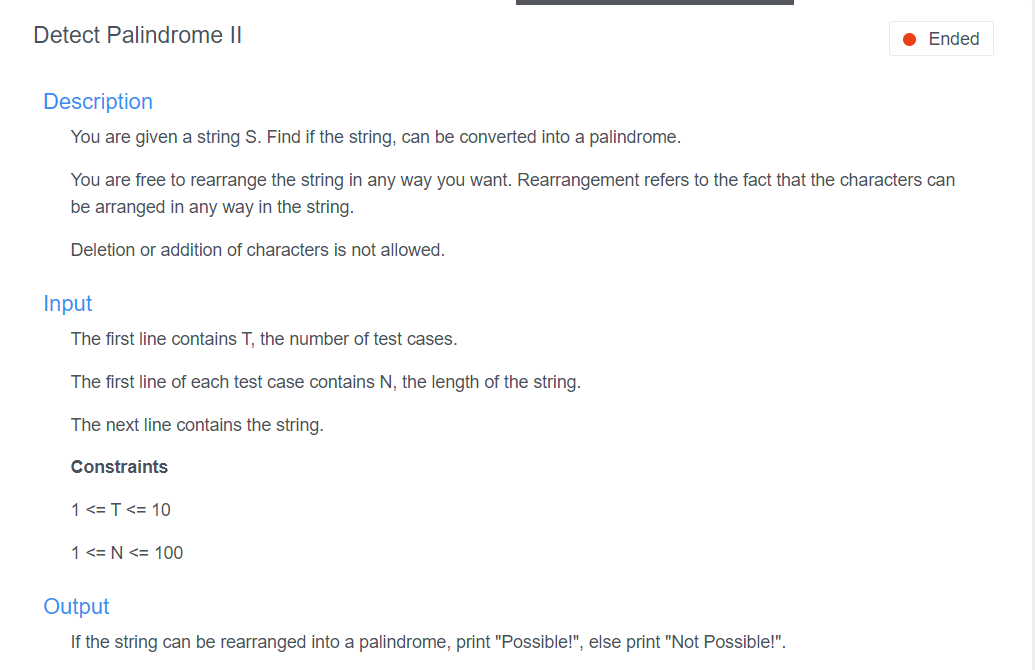 Detect Palindrome II
Ended
Description
You are given a string S. Find if the string, can be converted into a palindrome.
You are free to rearrange the string in any way you want. Rearrangement refers to the fact that the characters can
be arranged in any way in the string.
Deletion or addition of characters is not allowed.
Input
The first line contains T, the number of test cases.
The first line of each test case contains N, the length of the string.
The next line contains the string.
Constraints
1 <= T <= 10
1 <= N <= 100
Output
If the string can be rearranged into a palindrome, print "Possible!", else print "Not Possible!".